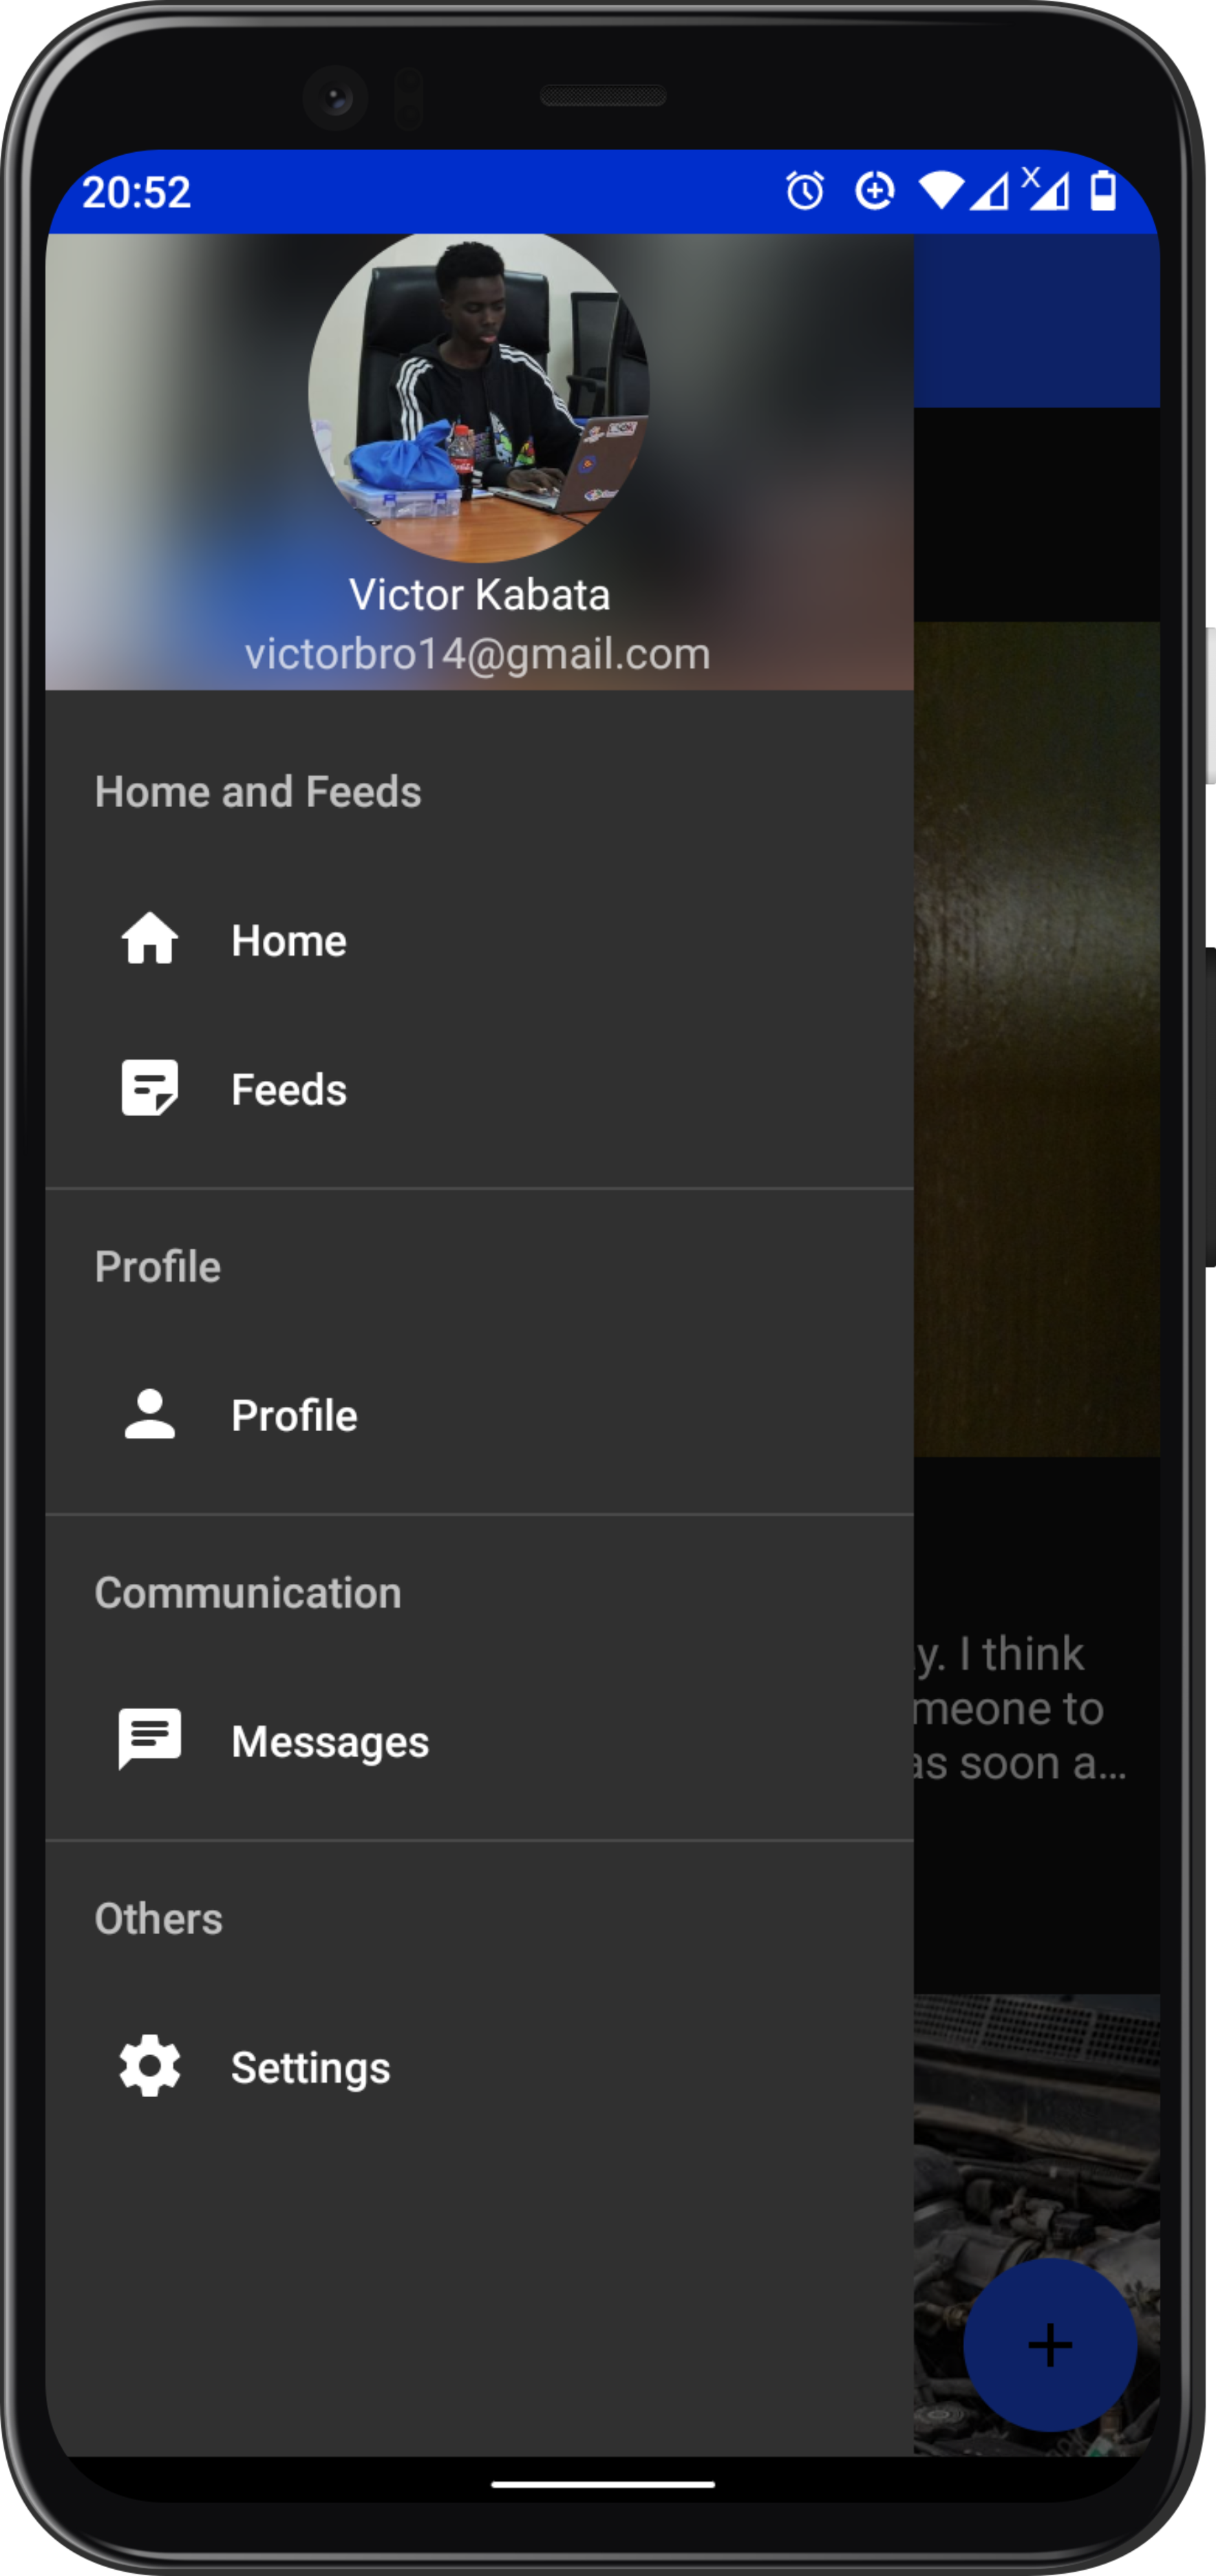 20:52
X
Victor Kabata
victorbro14@gmail.com
Home and Feeds
Home
Feeds
Profile
Profile
Communication
Messages
y. I think
meone to
as soon a...
Others
Settings